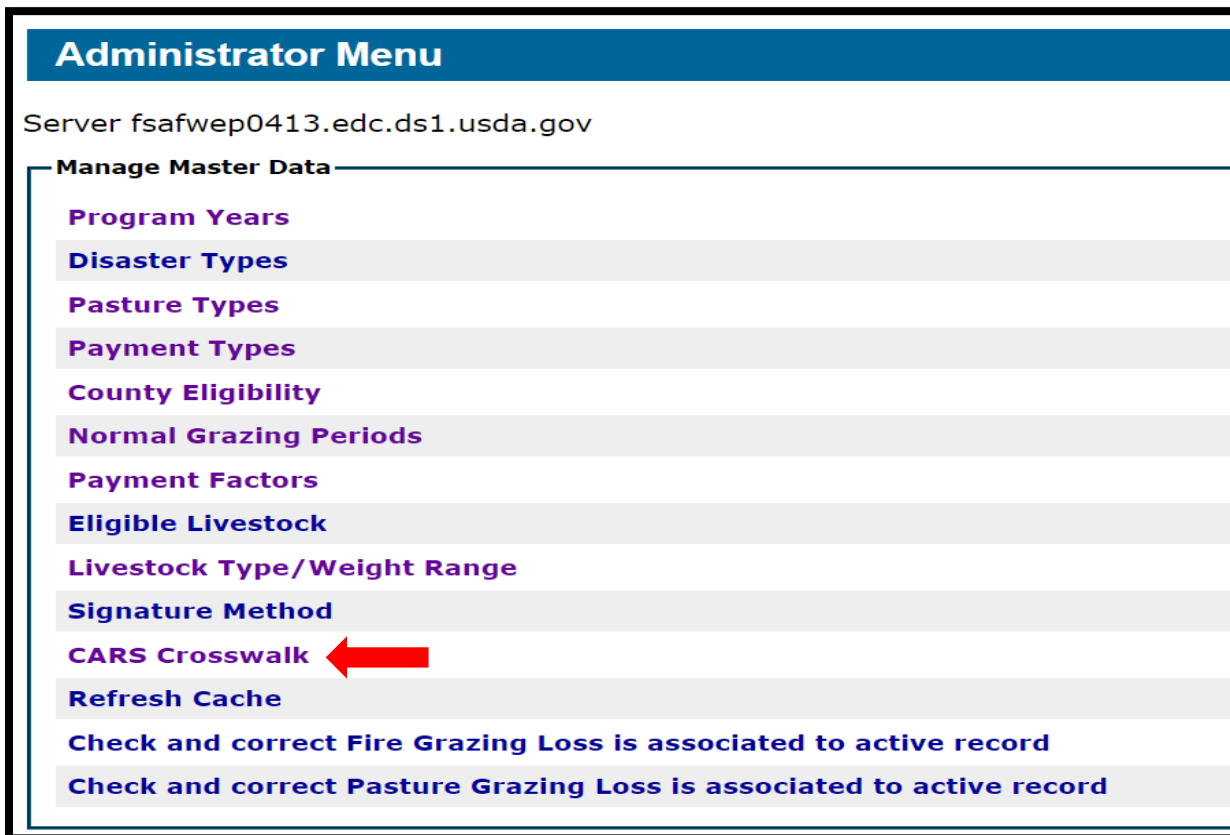 Administrator Menu
Server fsafwep0413.edc.ds1.usda.gov
Manage Master Data
Program Years
Disaster Types
Pasture Types
Payment Types
County Eligibility
Normal Grazing Periods
Payment Factors
Eligible Livestock
Livestock Type/Weight Range
Signature Method
CARS Crosswalk
Refresh Cache
Check and correct Fire Grazing Loss is associated to active record
Check and correct Pasture Grazing Loss is associated to active record